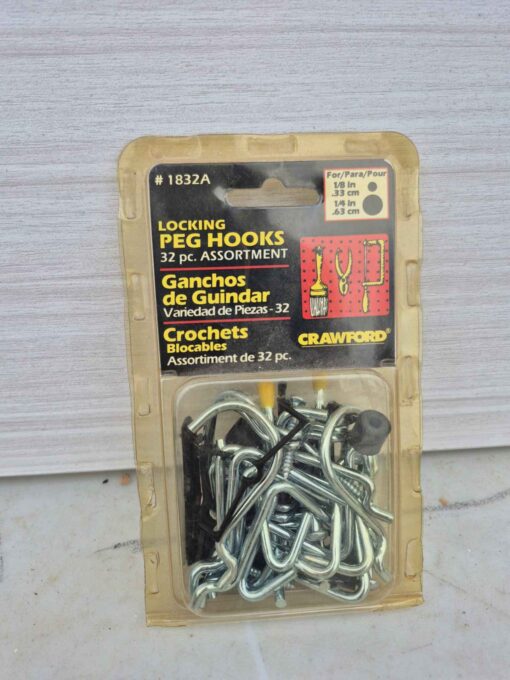 # 1832A
For/Para/Pour
1/8 in
.33 cm
1/4 in
.63 cm
LOCKING
PEG HOOKS
32 pc. ASSORTMENT
Ganchos
de Guindar
Variedad de Piezas - 32
Crochets
Blocables
Assortiment de 32 pc.
CRAWFORD®